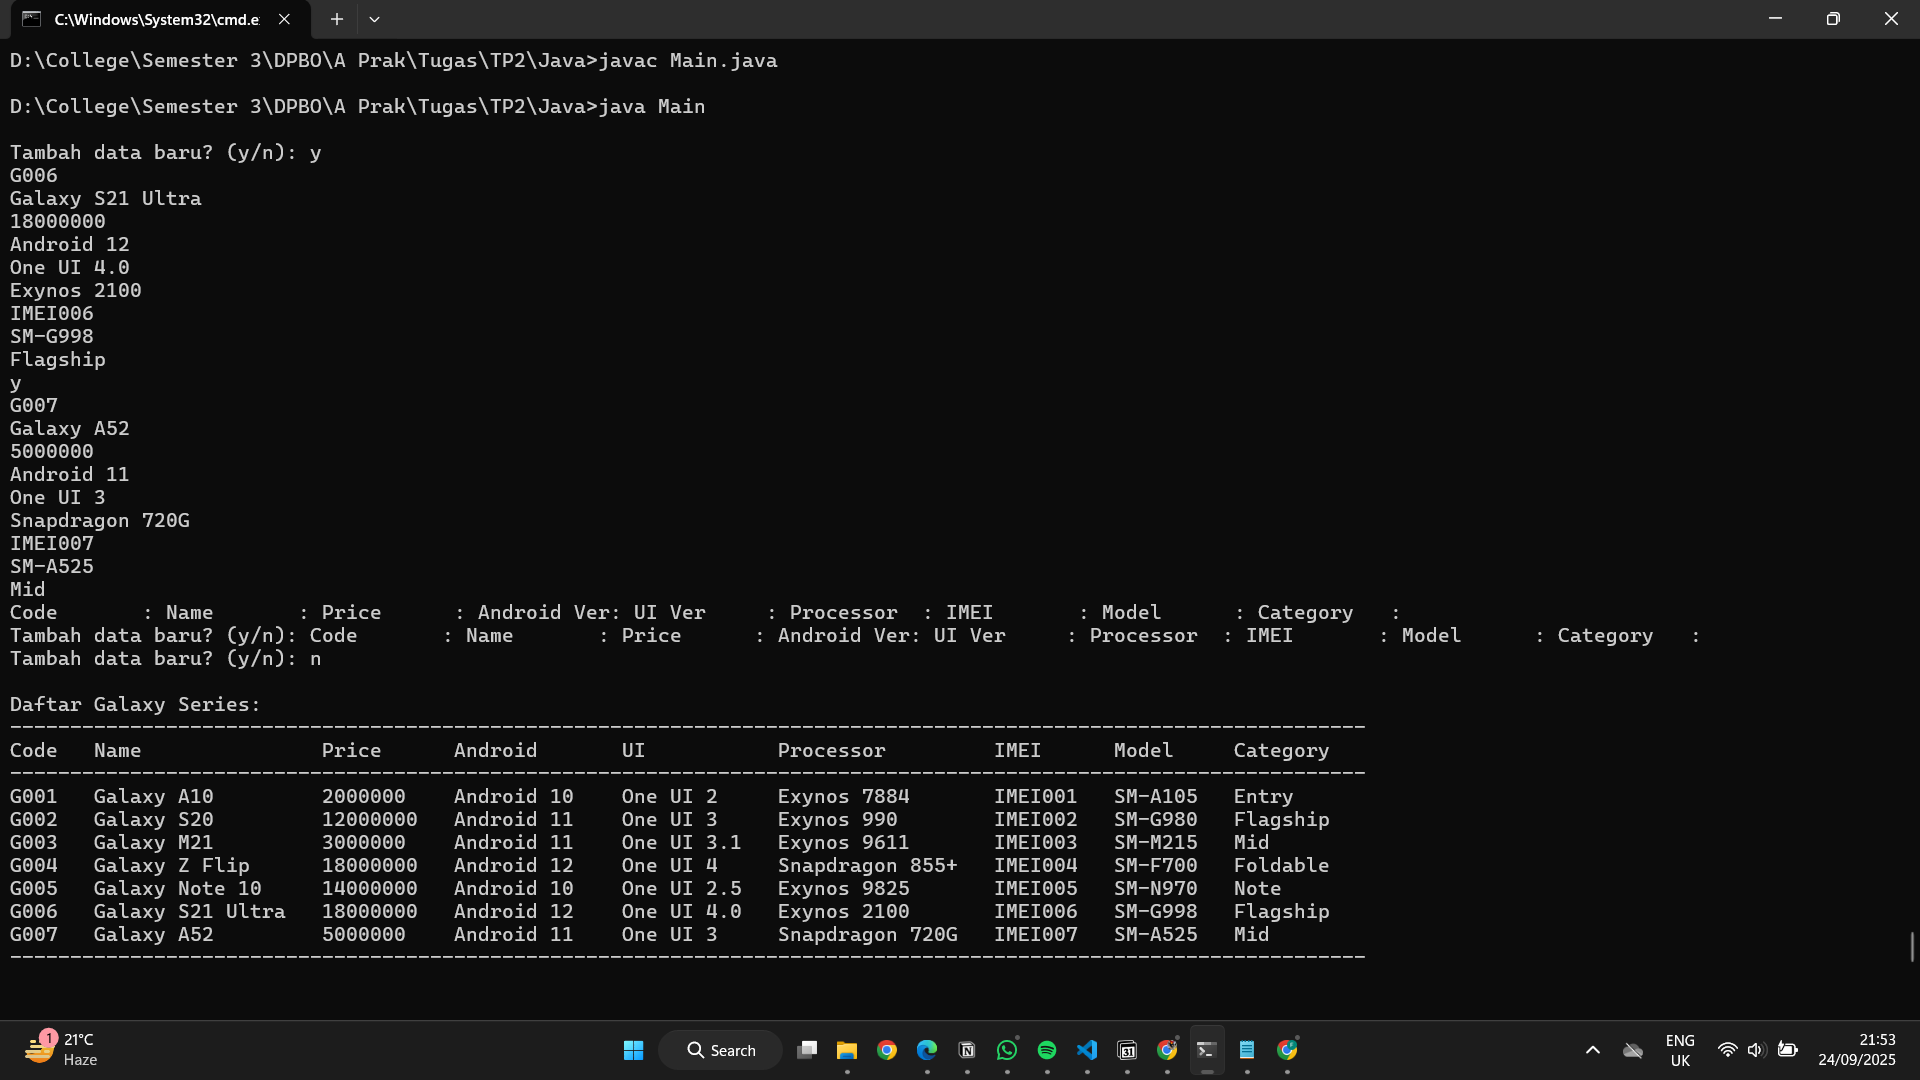 C:\Windows\System32\cmd.e
D:\College\Semester 3\DPBO\A Prak\Tugas\TP2\Java>javac Main.java
D:\College\Semester 3\DPBO\A Prak\Tugas\TP2\Java>java Main
Tambah data baru? (y/n): y
G006
Galaxy S21 Ultra
18000000
Android 12
One UI 4.0
Exynos 2100
IMEI006
SM-G998
Flagship
y
G007
Galaxy A52
5000000
Android 11
One UI 3
Snapdragon 720G
IMEI007
SM-A525
Mid
Code       : Name       : Price      : Android Ver: UI Ver     : Processor  : IMEI       : Model      : Category   :
Tambah data baru? (y/n): Code       : Name       : Price      : Android Ver: UI Ver     : Processor  : IMEI       : Model      : Category   :
Tambah data baru? (y/n): n
Daftar Galaxy Series:
-----------------------------------------------------------------------------------------------------------------
Code   Name               Price      Android       UI           Processor         IMEI      Model     Category
-----------------------------------------------------------------------------------------------------------------
G001   Galaxy A10         2000000    Android 10    One UI 2     Exynos 7884       IMEI001   SM-A105   Entry
G002   Galaxy S20         12000000   Android 11    One UI 3     Exynos 990        IMEI002   SM-G980   Flagship
G003   Galaxy M21         3000000    Android 11    One UI 3.1   Exynos 9611       IMEI003   SM-M215   Mid
G004   Galaxy Z Flip      18000000   Android 12    One UI 4     Snapdragon 855+   IMEI004   SM-F700   Foldable
G005   Galaxy Note 10     14000000   Android 10    One UI 2.5   Exynos 9825       IMEI005   SM-N970   Note
G006   Galaxy S21 Ultra   18000000   Android 12    One UI 4.0   Exynos 2100       IMEI006   SM-G998   Flagship
G007   Galaxy A52         5000000    Android 11    One UI 3     Snapdragon 720G   IMEI007   SM-A525   Mid
-----------------------------------------------------------------------------------------------------------------
1
21°C
Haze
Search
31
ENG
UK
21:53
24/09/2025